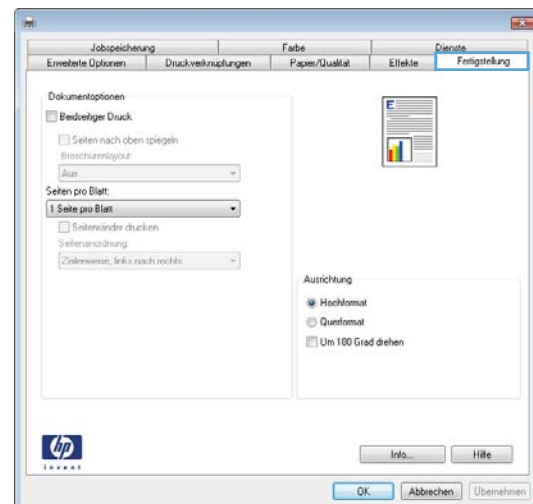 Jobspeicherung Farbe Dienste
Erweiterte Optionen Druckverknüpfungen Papier/Qualität Effekte Fertigstellung
Dokumentoptionen
Beidseitiger Druck
Seiten nach oben spiegeln
Broschürenlayout:
Aus
Seiten pro Blatt:
1 Seite pro Blatt
Seitenränder drucken
Seitenanordnung:
Zeilenweise, links nach rechts
E
Ausrichtung
Hochformat
Querformat
Um 180 Grad drehen
hp
invent
Info... Hilfe
OK Abbrechen Übernehmen